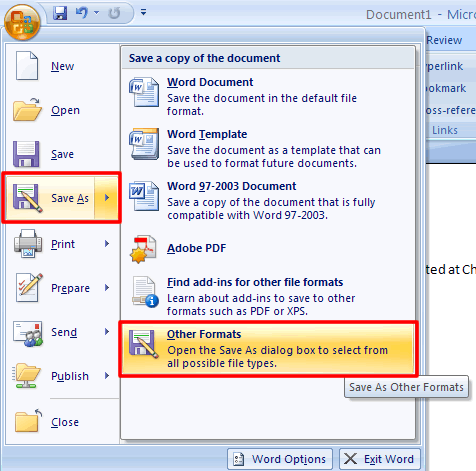 Document1 - Micro
Review
New
Open
Save
Save As
Print
Prepare
Send
Publish
Close
Save a copy of the document
Word Document
Save the document in the default file
format.
Word Template
Save the document as a template that can
be used to format future documents.
Word 97-2003 Document
Save a copy of the document that is fully
compatible with Word 97-2003.
Adobe PDF
Find add-ins for other file formats
Learn about add-ins to save to other
formats such as PDF or XPS.
Other Formats
Open the Save As dialog box to select from
all possible file types.
yperlink
ookmark
oss-refere
Links
ted at Ch
Save As Other Formats
Word Options
Exit Word